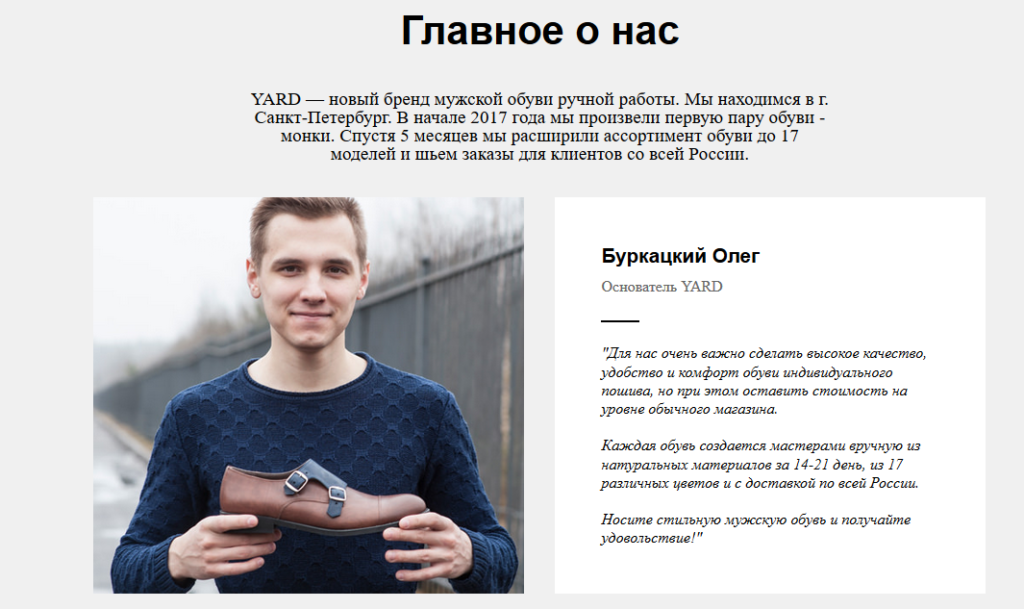 Главное о нас
YARD — новый бренд мужской обуви ручной работы. Мы находимся в г.
Санкт-Петербург. В начале 2017 года мы произвели первую пару обуви -
монки. Спустя 5 месяцев мы расширили ассортимент обуви до 17
моделей и шьем заказы для клиентов со всей России.
Буркацкий Олег
Основатель YARD
"Для нас очень важно сделать высокое качество,
удобство и комфорт обуви индивидуального
пошива, но при этом оставить стоимость на
уровне обычного магазина.
Каждая обувь создается мастерами вручную из
натуральных материалов за 14-21 день, из 17
различных цветов и с доставкой по всей России.
Носите стильную мужскую обувь и получайте
удовольствие!"